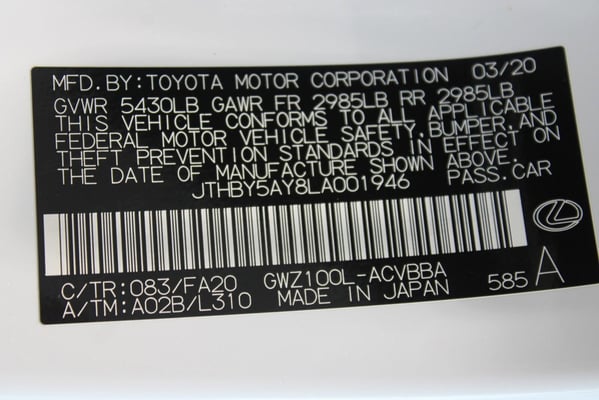 MFD.BY:TOYOTA MOTOR CORPORATION 03/20
GVWR 5430LB GAWR FR 2985LB RR 2985LB
THIS VEHICLE CONFORMS TO ALL APPLICABLE
FEDERAL MOTOR VEHICLE SAFETY,BUMPER,AND
THEFT PREVENTION STANDARDS IN EFFECT ON
THE DATE OF MANUFACTURE SHOWN ABOVE.
JTHBY5AY8LA001946 PASS.CAR
C/TR:083/FA20 GWZ100L-ACVBBA
A/TM:A02B/L310 MADE IN JAPAN 585 A